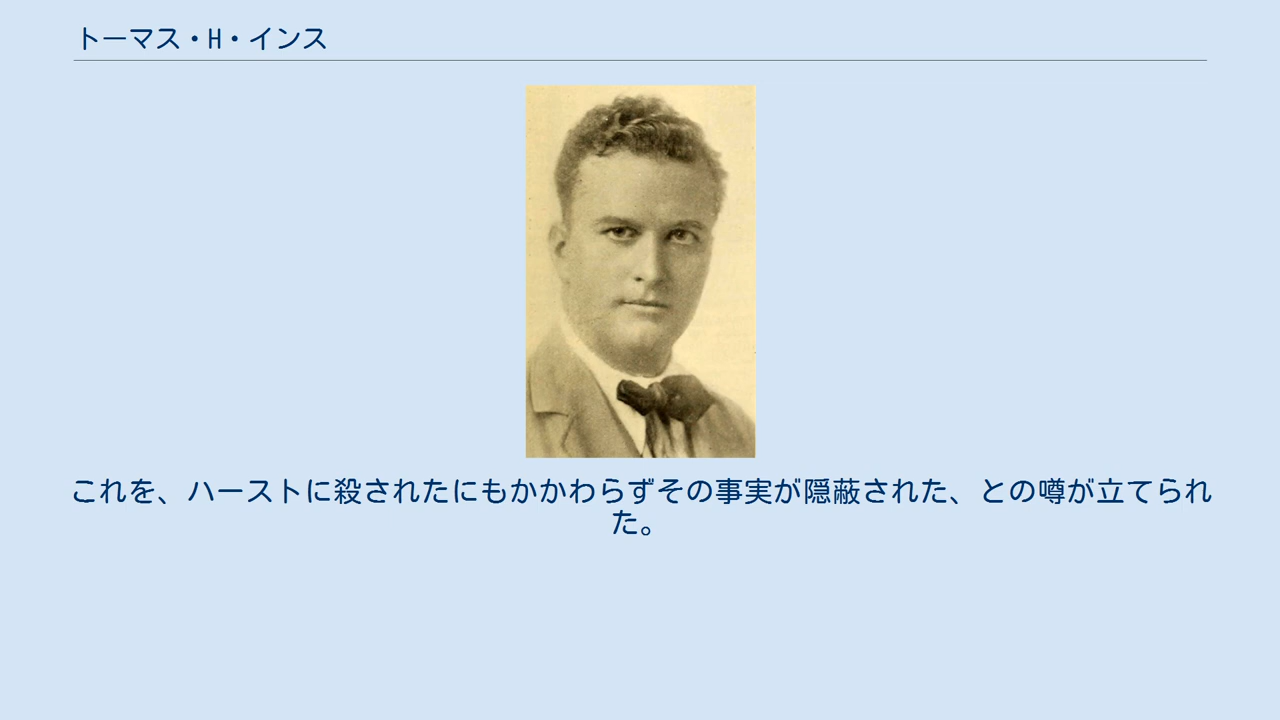 トーマス・H・インス
これを、ハーストに殺されたにもかかわらずその事実が隠蔽された、との噂が立てられ
た。